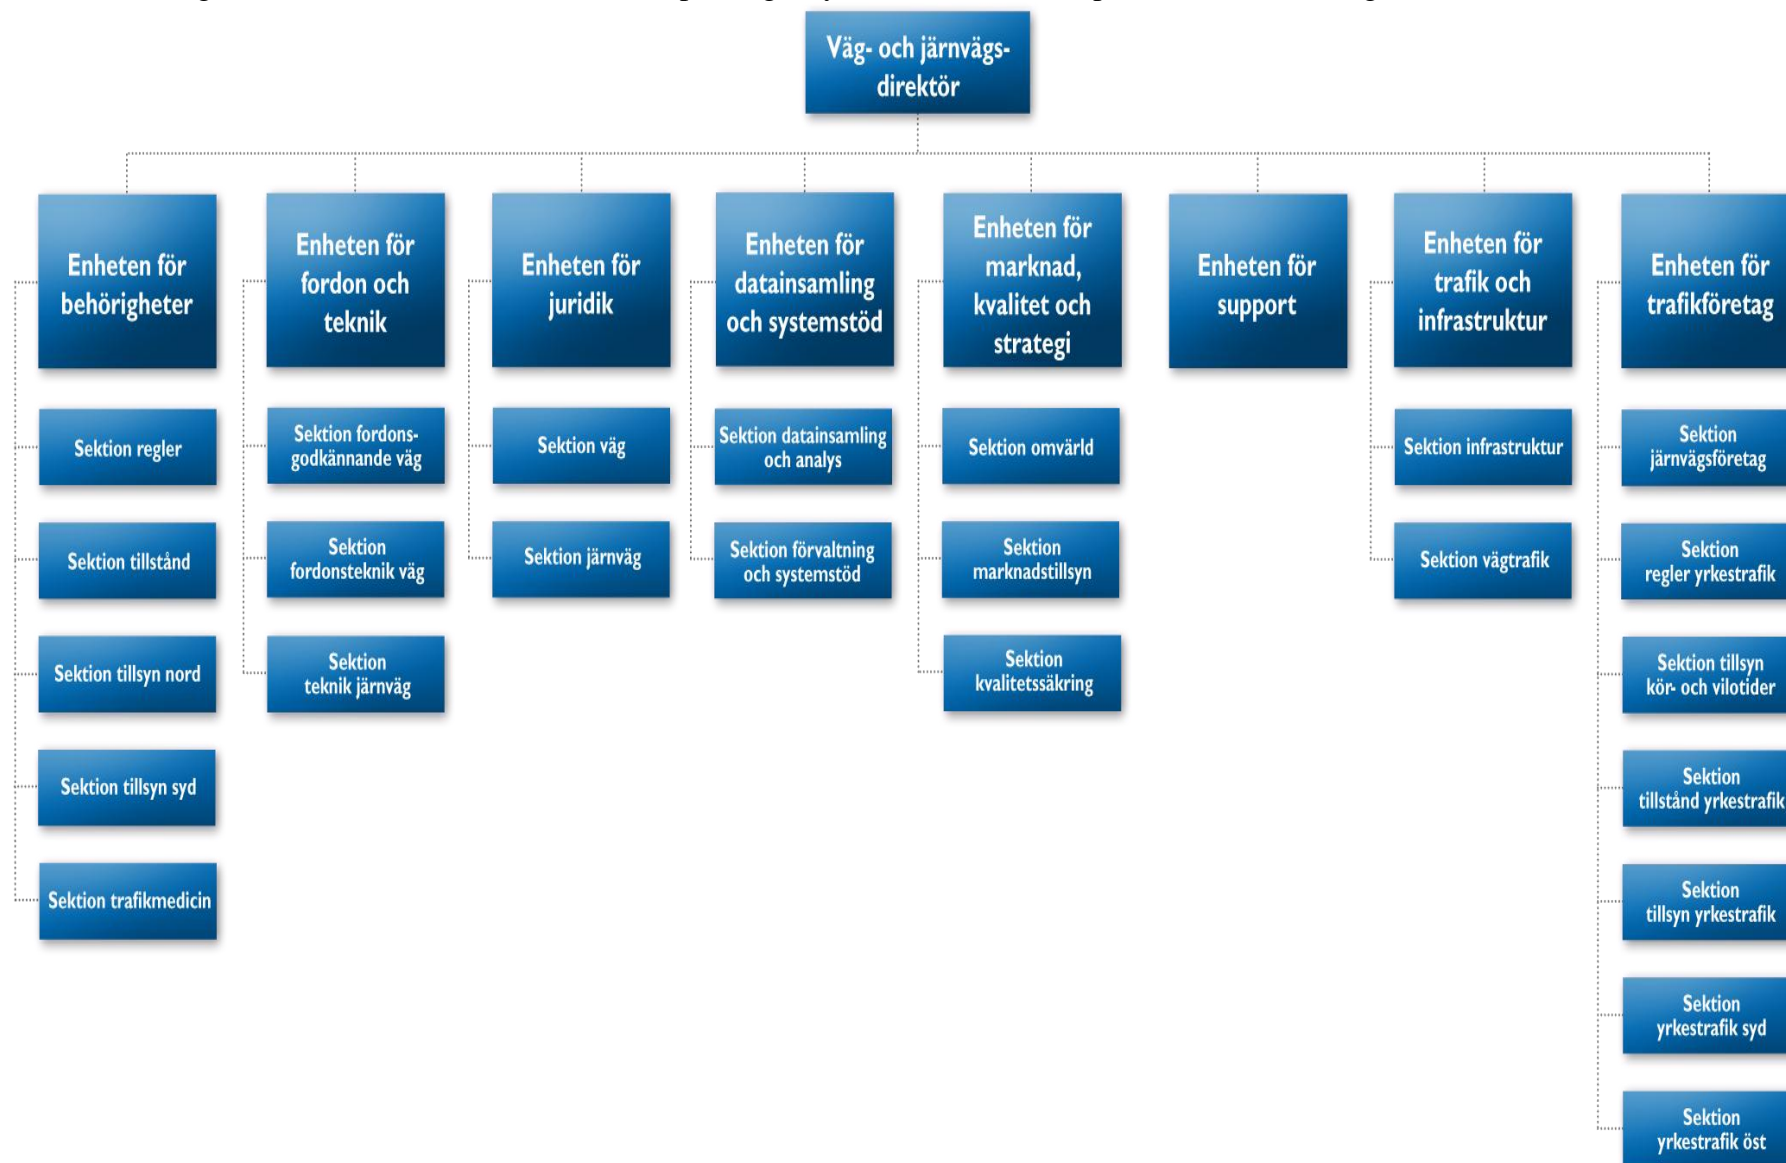 Väg- och järnvägs-
direktör
Enheten för
behörigheter
Sektion regler
Sektion tillstånd
Sektion tillsyn nord
Sektion tillsyn syd
Sektion trafikmedicin
Enheten för
fordon och
teknik
Sektion fordons-
godkännande väg
Sektion
fordonsteknik väg
Sektion
teknik järnväg
Enheten för
juridik
Sektion väg
Sektion järnväg
Enheten för
datainsamling
och systemstöd
Sektion datainsamling
och analys
Sektion förvaltning
och systemstöd
Enheten för
marknad,
kvalitet och
strategi
Sektion omvärld
Sektion
marknadstillsyn
Sektion
kvalitetssäkring
Enheten för
support
Enheten för
trafik och
infrastruktur
Sektion infrastruktur
Sektion vägtrafik
Enheten för
trafikföretag
Sektion
järnvägsföretag
Sektion
regler yrkestrafik
Sektion tillsyn
kör- och vilotider
Sektion
tillstånd yrkestrafik
Sektion
tillsyn yrkestrafik
Sektion
yrkestrafik syd
Sektion
yrkestrafik öst